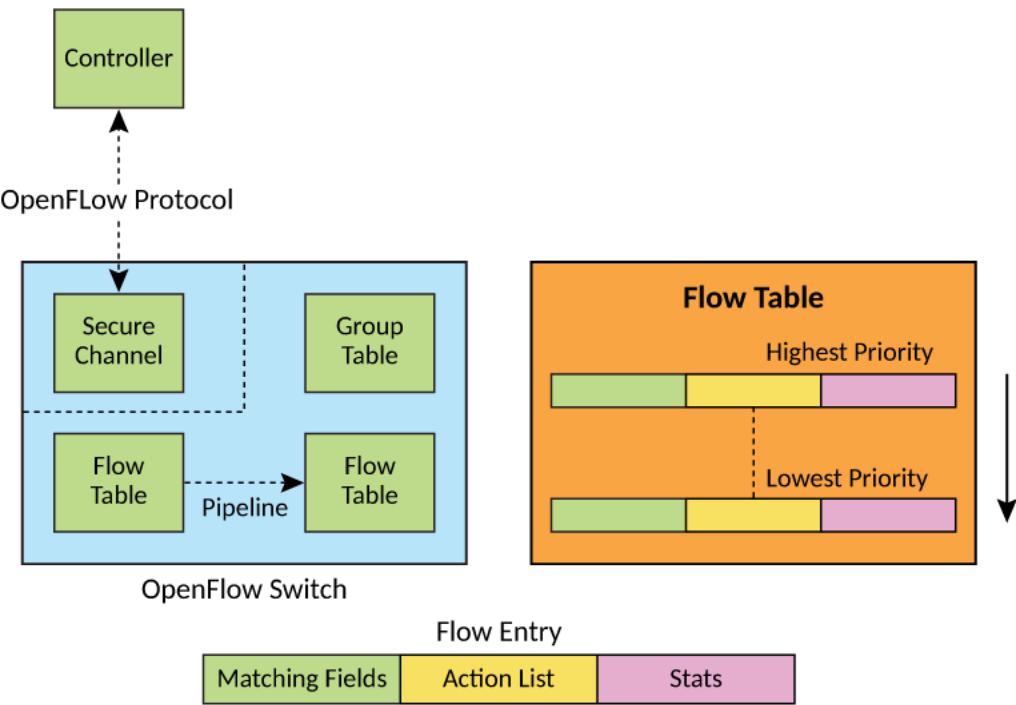 Controller
OpenFLow Protocol
Secure
Channel
Group
Table
Flow
Table
Pipeline
Flow
Table
OpenFlow Switch
Flow Table
Highest Priority
Lowest Priority
Flow Entry
Matching Fields
Action List
Stats